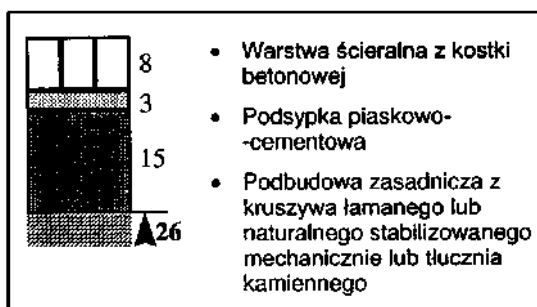 8
3
15
26
• Warstwa ścieralna z kostki
betonowej
• Podsypka piaskowo-
-cementowa
• Podbudowa zasadnicza z
kruszywa łamanego lub
naturalnego stabilizowanego
mechanicznie lub tłucznia
kamiennego